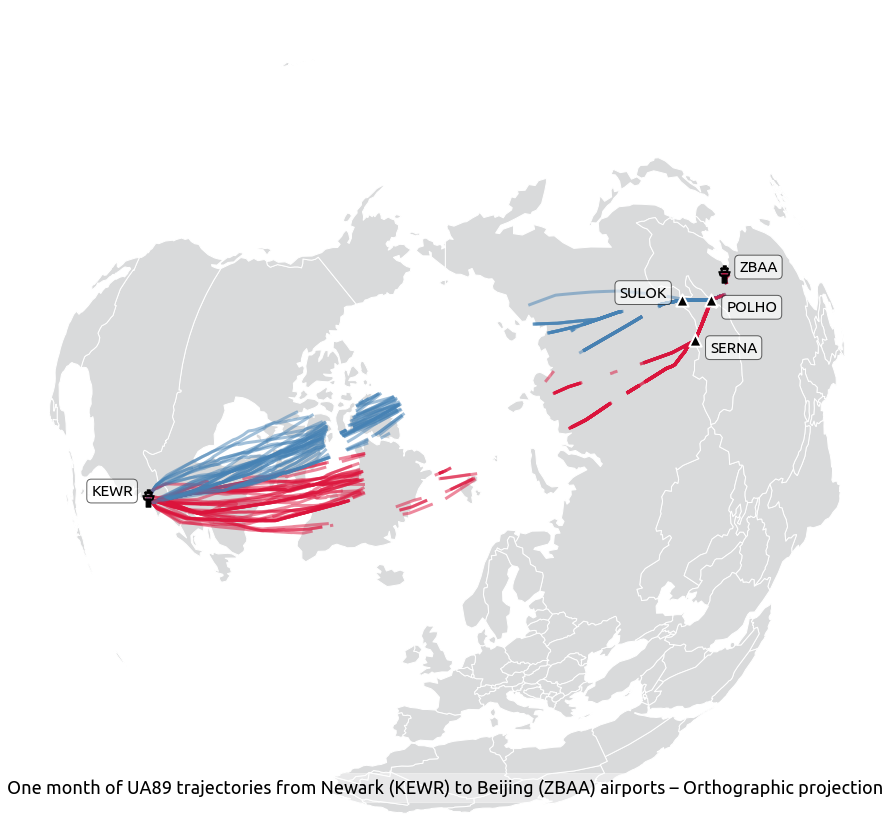 ZBAA
SULOK
POLHO
SERNA
KEWR
One month of UA89 trajectories from Newark (KEWR) to Beijing (ZBAA) airports – Orthographic projection